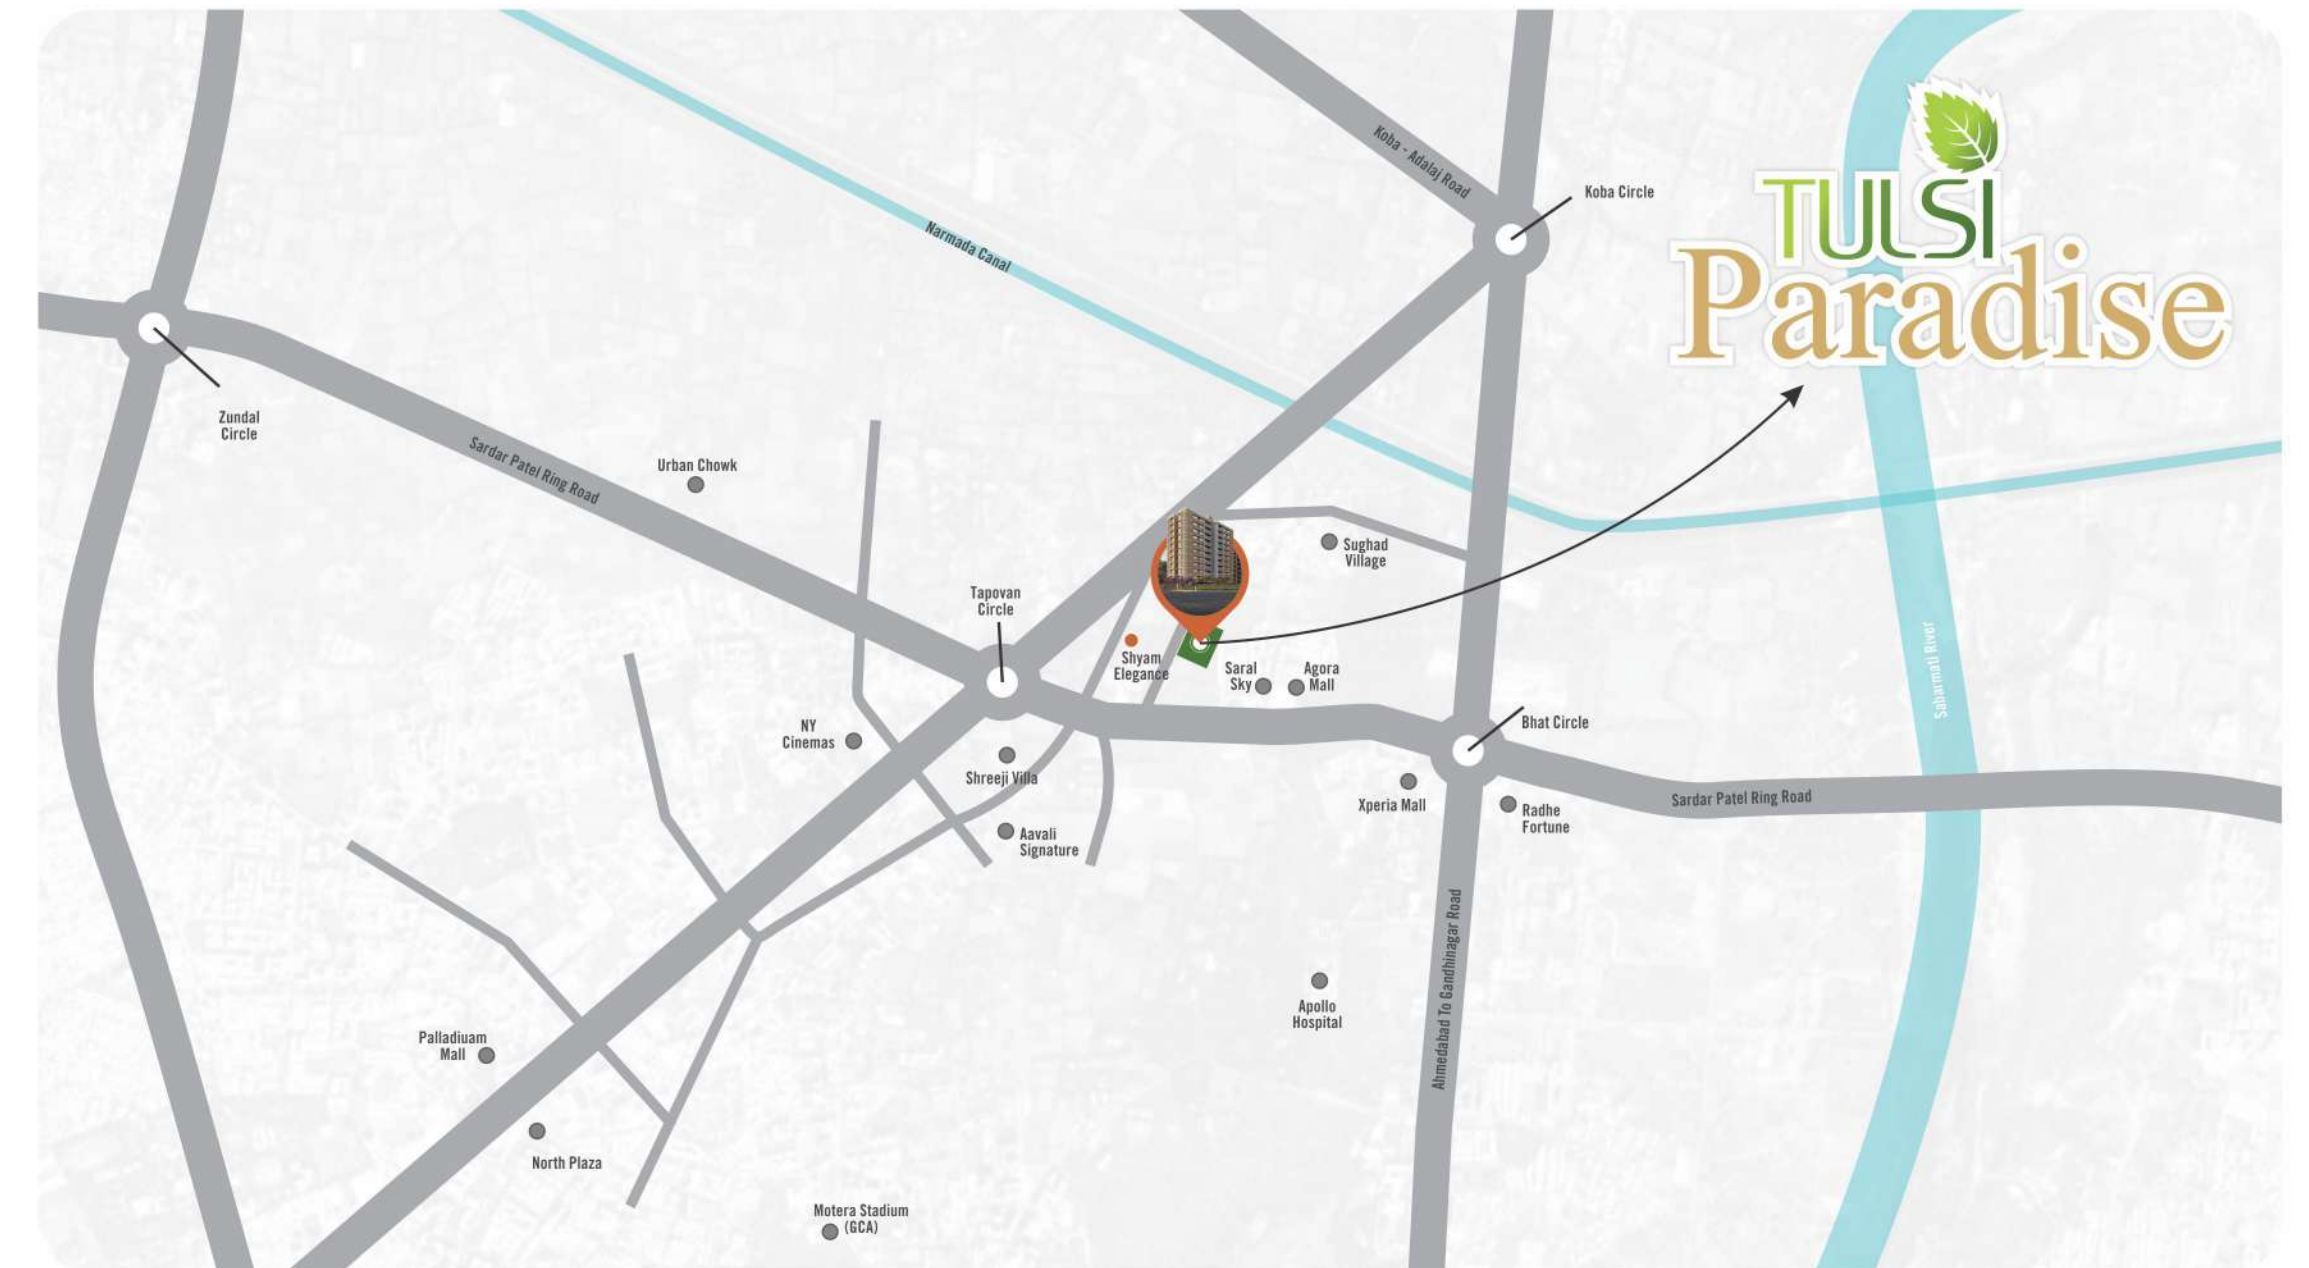 Koba - Adalaj Road
Koba Circle
TULSI
Paradise
Narmada Canal
Zundal
Circle
Sardar Patel Ring Road
Urban Chowk
Sughad
Village
Tapovan
Circle
Shyam
Elegance
Saral
Sky
Agora
Mall
Sabarmati River
NY
Cinemas
Bhat Circle
Shreeji Villa
Xperia Mall
Sardar Patel Ring Road
Radhe
Fortune
Aavali
Signature
Ahmedabad To Gandhinagar Road
Apollo
Hospital
Palladiuam
Mall
North Plaza
Motera Stadium
(GCA)